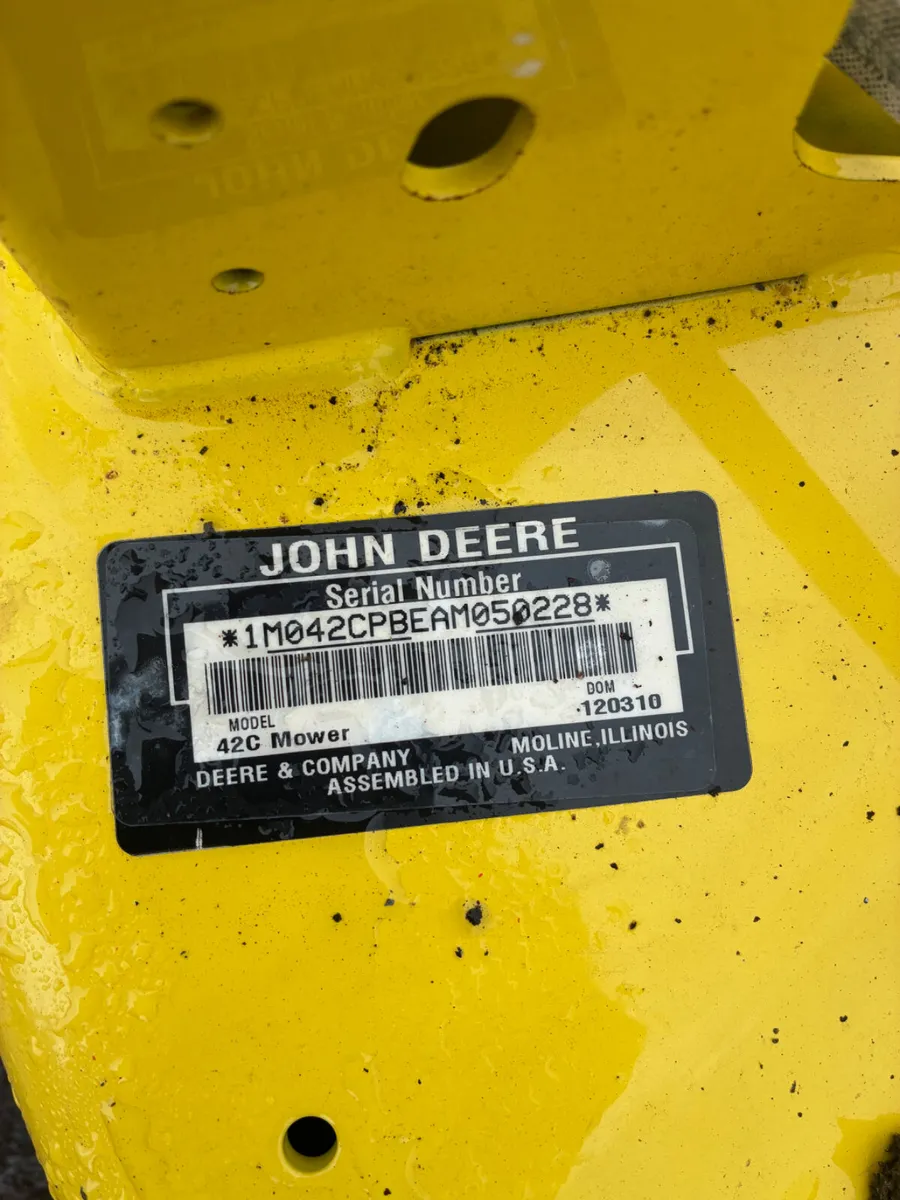 JOHN DEERE
Serial Number
*1M042CPBEAM050228*
MODEL
DOM
42C Mower
120310
DEERE & COMPANY
MOLINE, ILLINOIS
ASSEMBLED IN U.S.A.